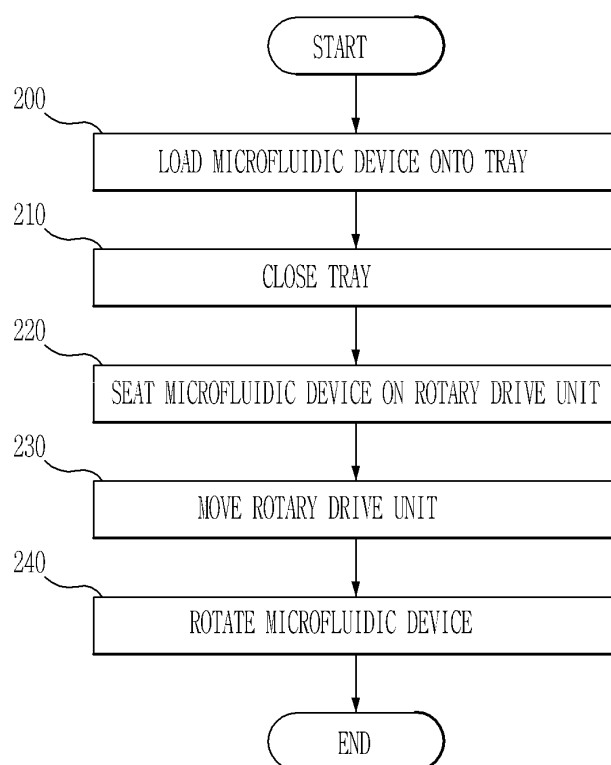 START
200
LOAD MICROFLUIDIC DEVICE ONTO TRAY
210
CLOSE TRAY
220
SEAT MICROFLUIDIC DEVICE ON ROTARY DRIVE UNIT
230
MOVE ROTARY DRIVE UNIT
240
ROTATE MICROFLUIDIC DEVICE
END